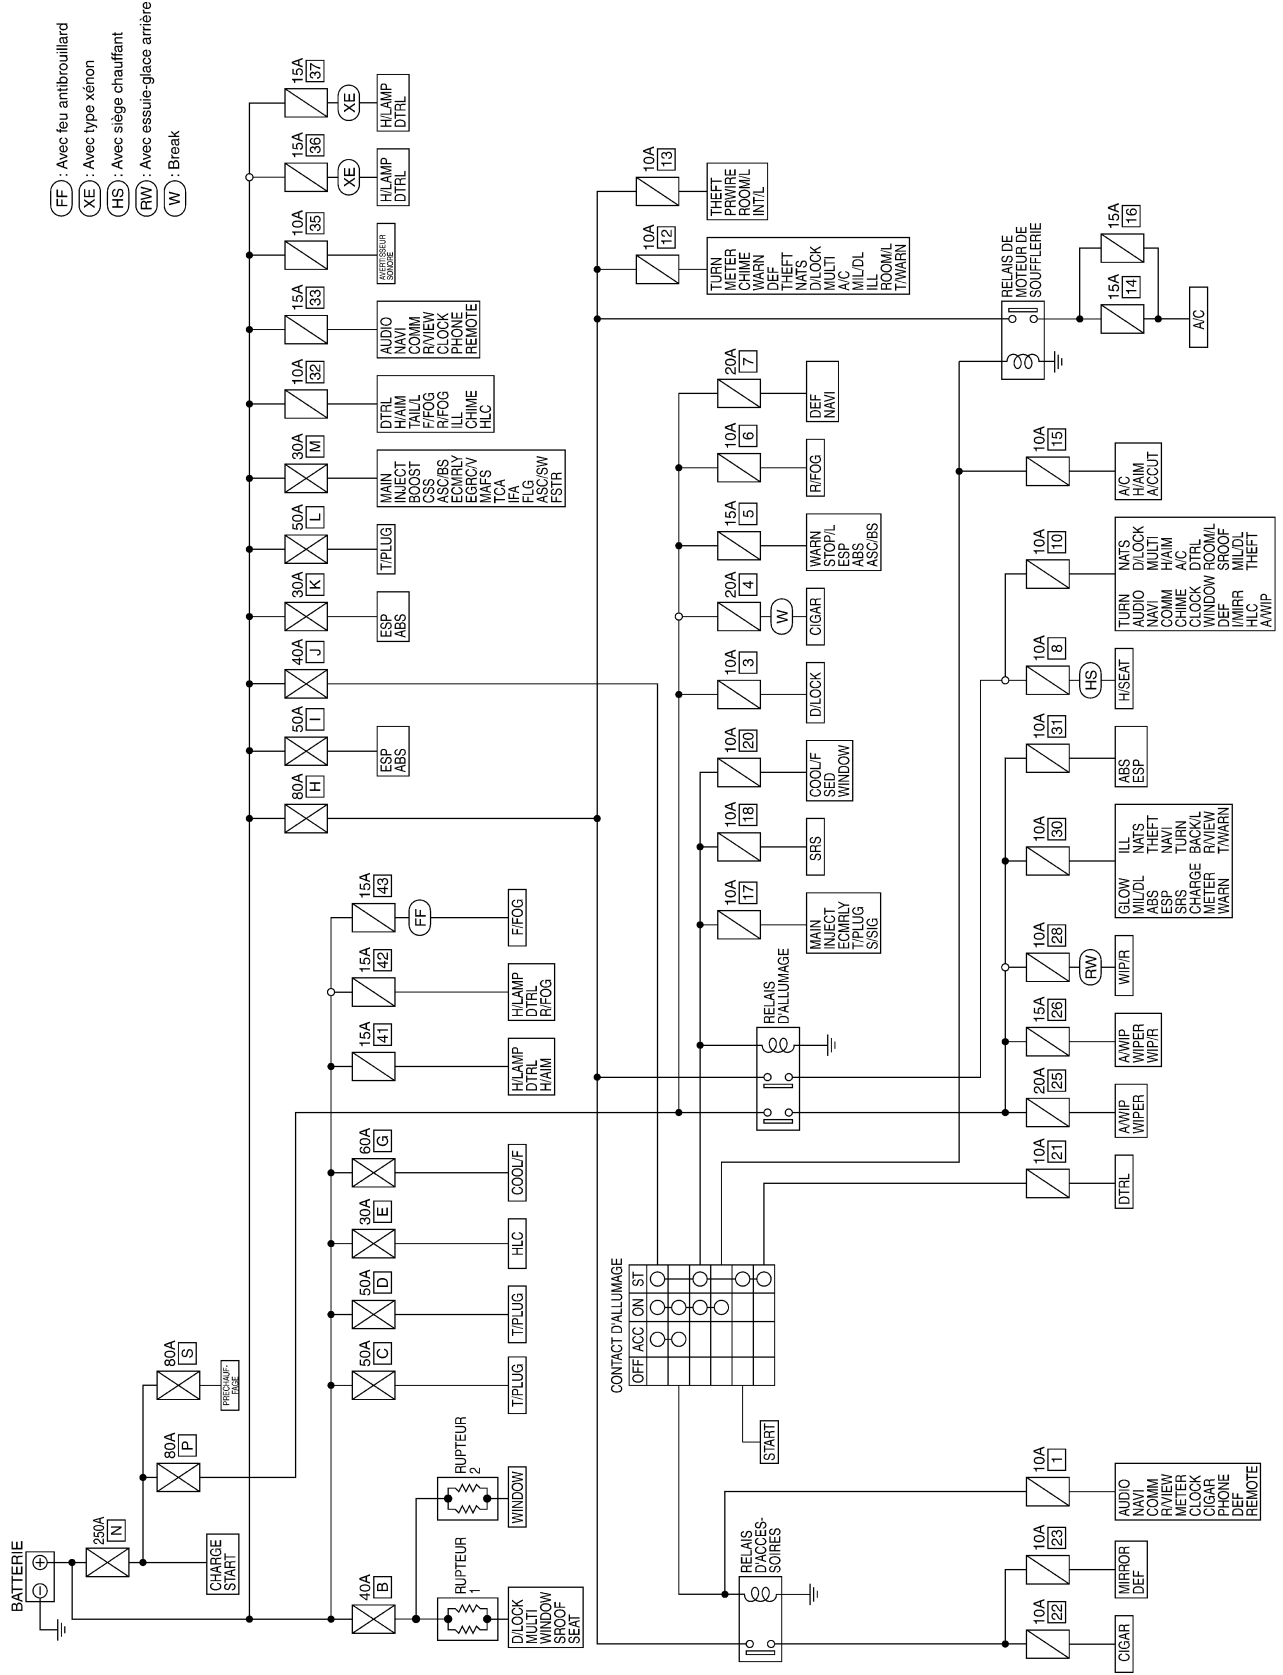 FF : Avec feu antibrouillard
XE : Avec type xénon
HS : Avec siège chauffant
RW : Avec essuie-glace arrière
W : Break
BATTERIE
250A
N
CHARGE
START
80A
P
80A
S
PRECHAUF-
FAGE
40A
B
RUPTEUR
1
D/LOCK
MULTI
WINDOW
SROOF
SEAT
RUPTEUR
2
WINDOW
50A
C
T/PLUG
50A
D
T/PLUG
30A
E
HLC
60A
G
COOL/F
15A
41
H/LAMP
DTRL
H/AIM
15A
42
H/LAMP
DTRL
R/FOG
15A
43
FF
F/FOG
80A
H
50A
I
ESP
ABS
40A
J
30A
K
ESP
ABS
50A
L
T/PLUG
30A
M
MAIN
INJECT
BOOST
CSS
ASC/BS
ECMRLY
EGRC/V
MAFS
TCA
IFA
FLG
ASC/SW
FSTR
10A
32
DTRL
H/AIM
TAIL/L
F/FOG
R/FOG
ILL
CHIME
HLC
15A
33
AUDIO
NAVI
COMM
R/VIEW
CLOCK
PHONE
REMOTE
10A
35
AVERTISSEUR
SONORE
15A
36
XE
H/LAMP
DTRL
15A
37
XE
H/LAMP
DTRL
10A
12
TURN
METER
CHIME
WARN
DEF
THEFT
NATS
D/LOCK
MULTI
A/C
MIL/DL
ILL
ROOM/L
T/WARN
10A
13
THEFT
PRWIRE
ROOM/L
INT/L
CONTACT D'ALLUMAGE
OFF ACC ON ST
START
RELAIS
D'ALLUMAGE
10A
17
MAIN
INJECT
ECMRLY
T/PLUG
S/SIG
10A
18
SRS
10A
20
COOL/F
SED
WINDOW
10A
3
D/LOCK
20A
4
W
CIGAR
15A
5
WARN
STOP/L
ESP
ABS
ASC/BS
10A
6
R/FOG
20A
7
DEF
NAVI
RELAIS DE
MOTEUR DE
SOUFFLERIE
15A
14
15A
16
A/C
RELAIS
D'ACCES-
SOIRES
10A
22
CIGAR
10A
23
MIRROR
DEF
10A
1
AUDIO
NAVI
COMM
R/VIEW
METER
CLOCK
CIGAR
PHONE
DEF
REMOTE
10A
21
DTRL
20A
25
A/WIP
WIPER
15A
26
A/WIP
WIPER
WIP/R
10A
28
RW
WIP/R
10A
30
GLOW ILL
MIL/DL NATS
ABS THEFT
ESP NAVI
SRS TURN
CHARGE BACK/L
METER R/VIEW
WARN T/WARN
10A
31
ABS
ESP
10A
8
HS
H/SEAT
10A
10
TURN NATS
AUDIO D/LOCK
NAVI MULTI
COMM H/AIM
CHIME A/C
CLOCK DTRL
WINDOW ROOM/L
DEF SROOF
I/MIRR MIL/DL
HLC THEFT
A/WIP
10A
15
A/C
H/AIM
A/CCUT